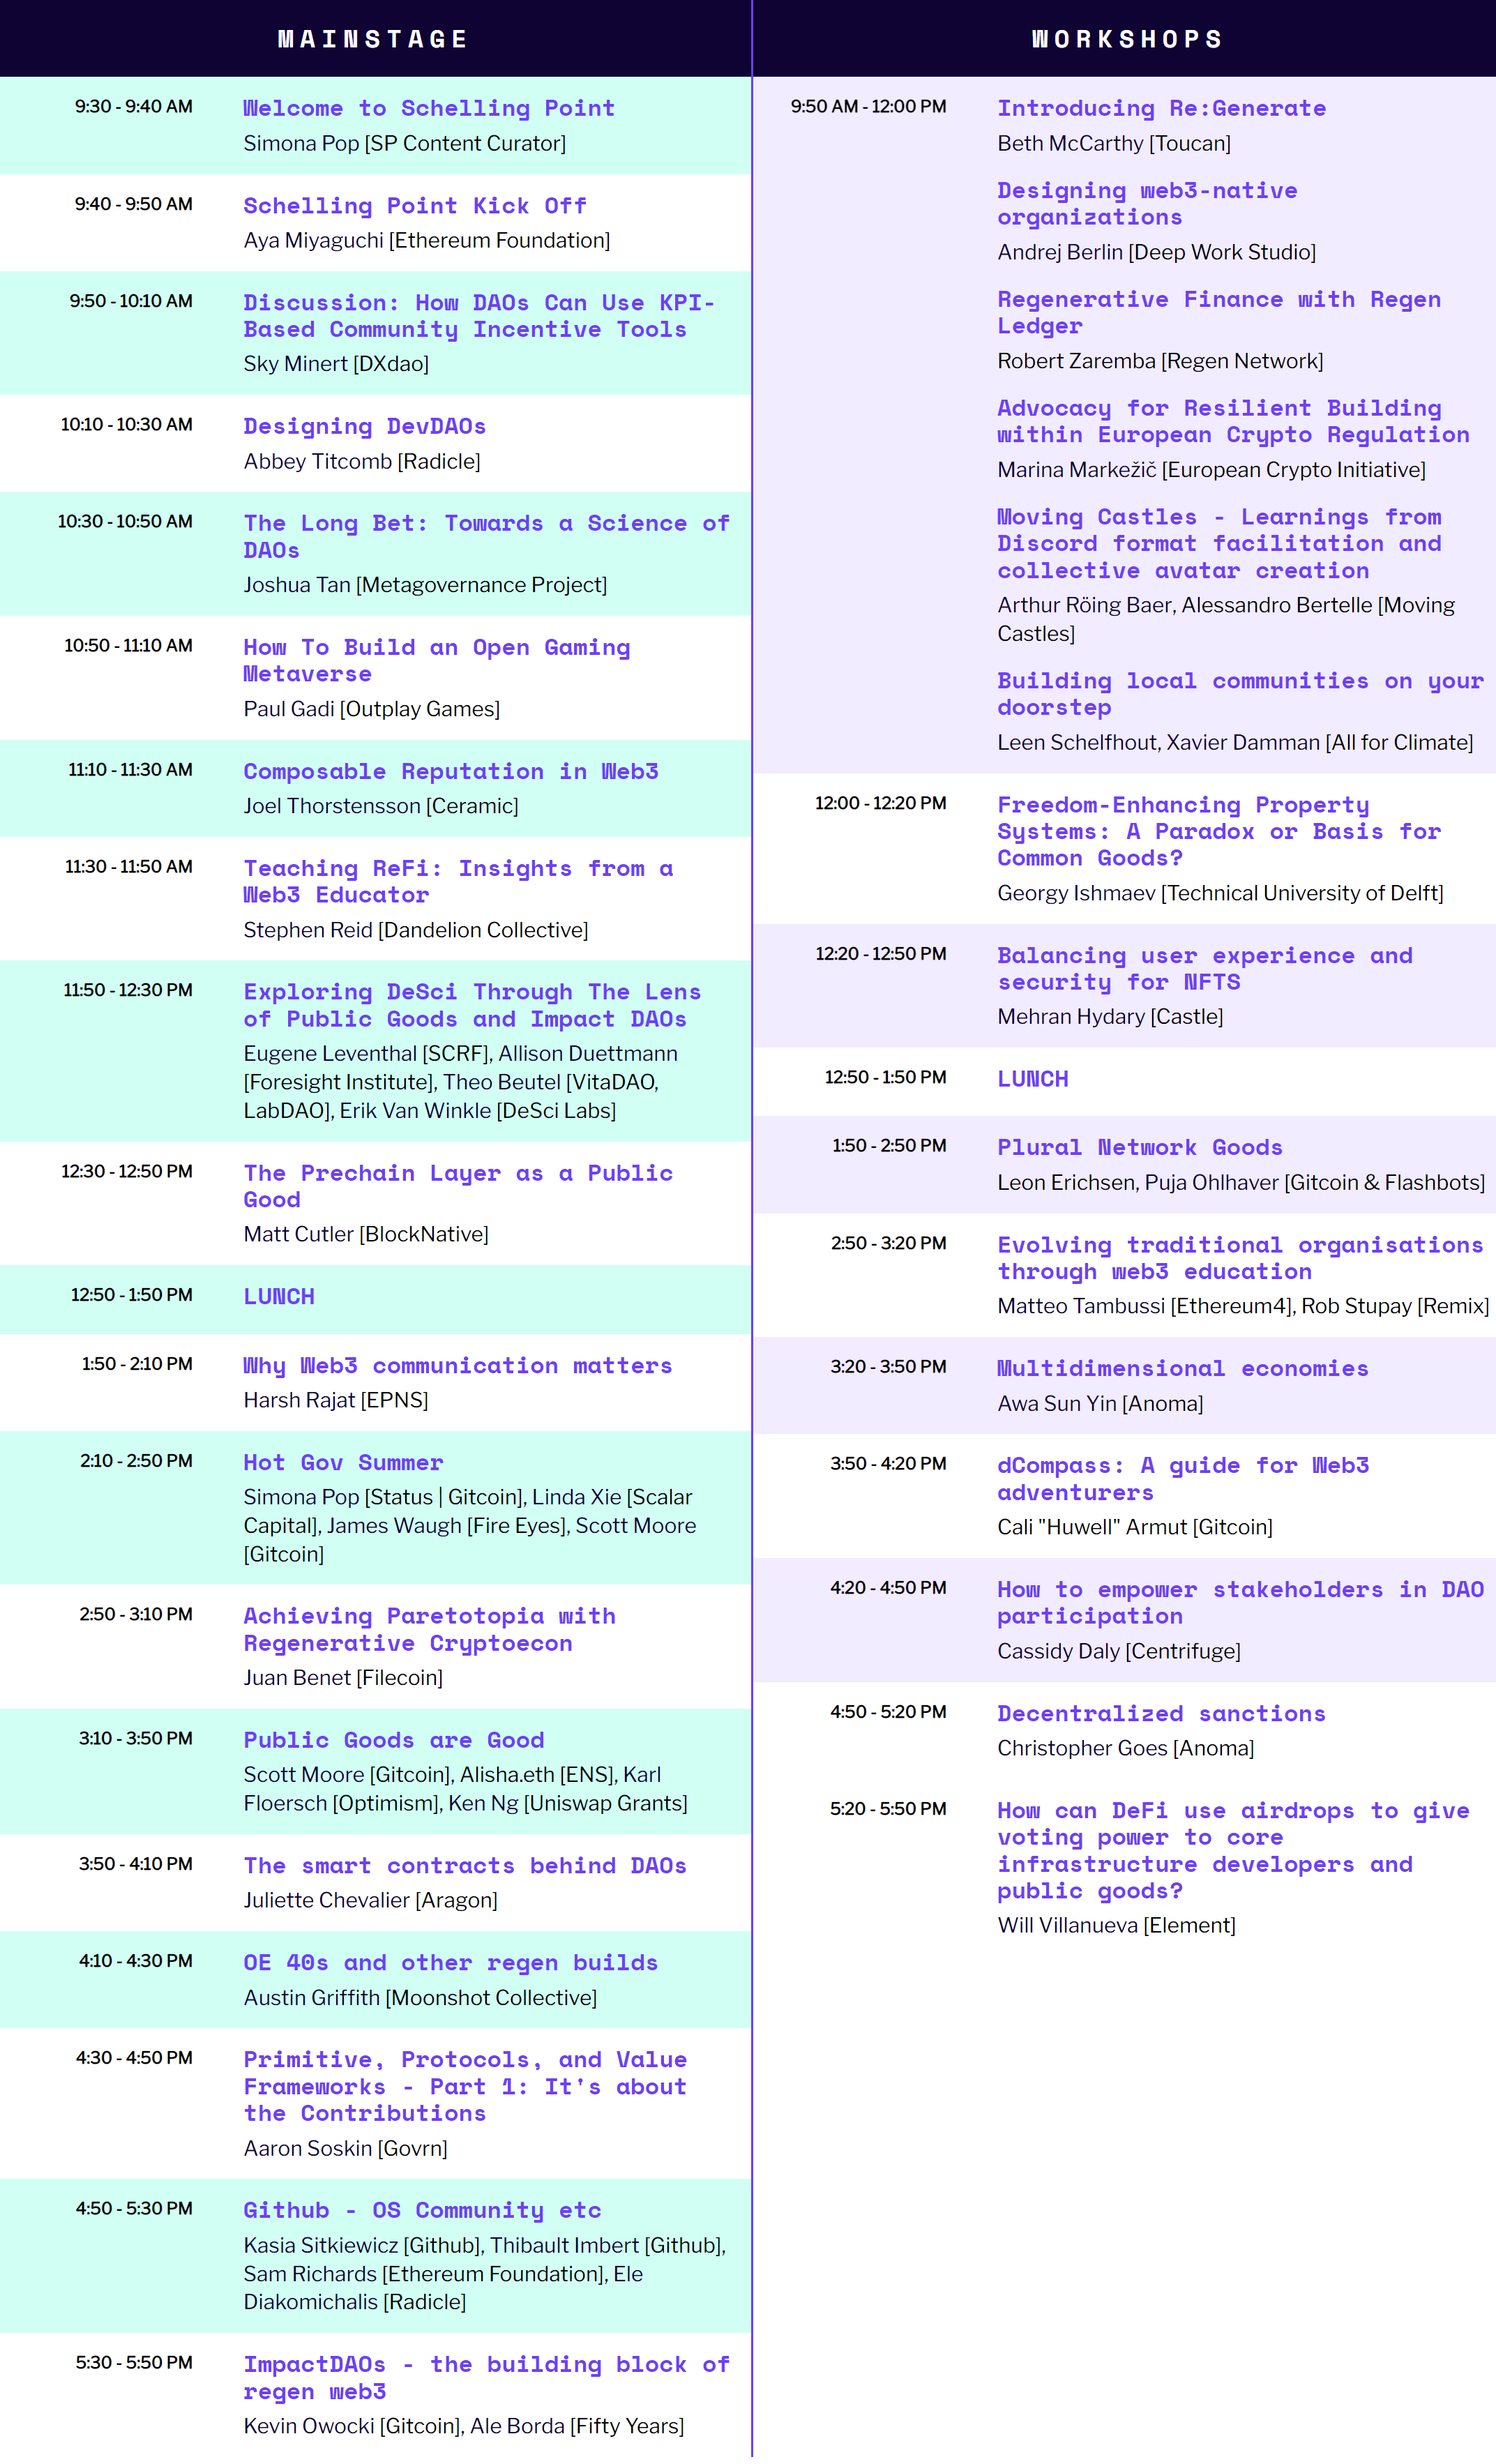 MAINSTAGE
9:30 - 9:40 AM
Welcome to Schelling Point
Simona Pop [SP Content Curator]
9:40 - 9:50 AM
Schelling Point Kick Off
Aya Miyaguchi [Ethereum Foundation]
9:50 - 10:10 AM
Discussion: How DAOs Can Use KPI-
Based Community Incentive Tools
Sky Minert [DXdao]
10:10 - 10:30 AM
Designing DevDAOs
Abbey Titcomb [Radicle]
10:30 - 10:50 AM
The Long Bet: Towards a Science of
DAOs
Joshua Tan [Metagovernance Project]
10:50 - 11:10 AM
How To Build an Open Gaming
Metaverse
Paul Gadi [Outplay Games]
11:10 - 11:30 AM
Composable Reputation in Web3
Joel Thorstensson [Ceramic]
11:30 - 11:50 AM
Teaching ReFi: Insights from a
Web3 Educator
Stephen Reid [Dandelion Collective]
11:50 - 12:30 PM
Exploring DeSci Through The Lens
of Public Goods and Impact DAOs
Eugene Leventhal [SCRF], Allison Duettmann
[Foresight Institute], Theo Beutel [VitaDAO,
LabDAO], Erik Van Winkle [DeSci Labs]
12:30 - 12:50 PM
The Prechain Layer as a Public
Good
Matt Cutler [BlockNative]
12:50 - 1:50 PM
LUNCH
1:50 - 2:10 PM
Why Web3 communication matters
Harsh Rajat [EPNS]
2:10 - 2:50 PM
Hot Gov Summer
Simona Pop [Status | Gitcoin], Linda Xie [Scalar
Capital], James Waugh [Fire Eyes], Scott Moore
[Gitcoin]
2:50 - 3:10 PM
Achieving Paretotopia with
Regenerative Cryptoecon
Juan Benet [Filecoin]
3:10 - 3:50 PM
Public Goods are Good
Scott Moore [Gitcoin], Alisha.eth [ENS], Karl
Floersch [Optimism], Ken Ng [Uniswap Grants]
3:50 - 4:10 PM
The smart contracts behind DAOs
Juliette Chevalier [Aragon]
4:10 - 4:30 PM
OE 40s and other regen builds
Austin Griffith [Moonshot Collective]
4:30 - 4:50 PM
Primitive, Protocols, and Value
Frameworks - Part 1: It's about
the Contributions
Aaron Soskin [Govrn]
4:50 - 5:30 PM
Github - OS Community etc
Kasia Sitkiewicz [Github], Thibault Imbert [Github],
Sam Richards [Ethereum Foundation], Ele
Diakomichalis [Radicle]
5:30 - 5:50 PM
ImpactDAOs - the building block of
regen web3
Kevin Owocki [Gitcoin], Ale Borda [Fifty Years]
WORKSHOPS
9:50 AM - 12:00 PM
Introducing Re:Generate
Beth McCarthy [Toucan]
Designing web3-native
organizations
Andrej Berlin [Deep Work Studio]
Regenerative Finance with Regen
Ledger
Robert Zaremba [Regen Network]
Advocacy for Resilient Building
within European Crypto Regulation
Marina Markežič [European Crypto Initiative]
Moving Castles - Learnings from
Discord format facilitation and
collective avatar creation
Arthur Röing Baer, Alessandro Bertelle [Moving
Castles]
Building local communities on your
doorstep
Leen Schelfhout, Xavier Damman [All for Climate]
12:00 - 12:20 PM
Freedom-Enhancing Property
Systems: A Paradox or Basis for
Common Goods?
Georgy Ishmaev [Technical University of Delft]
12:20 - 12:50 PM
Balancing user experience and
security for NFTS
Mehran Hydary [Castle]
12:50 - 1:50 PM
LUNCH
1:50 - 2:50 PM
Plural Network Goods
Leon Erichsen, Puja Ohlhaver [Gitcoin & Flashbots]
2:50 - 3:20 PM
Evolving traditional organisations
through web3 education
Matteo Tambussi [Ethereum4], Rob Stupay [Remix]
3:20 - 3:50 PM
Multidimensional economies
Awa Sun Yin [Anoma]
3:50 - 4:20 PM
dCompass: A guide for Web3
adventurers
Cali "Huwell" Armut [Gitcoin]
4:20 - 4:50 PM
How to empower stakeholders in DAO
participation
Cassidy Daly [Centrifuge]
4:50 - 5:20 PM
Decentralized sanctions
Christopher Goes [Anoma]
5:20 - 5:50 PM
How can DeFi use airdrops to give
voting power to core
infrastructure developers and
public goods?
Will Villanueva [Element]